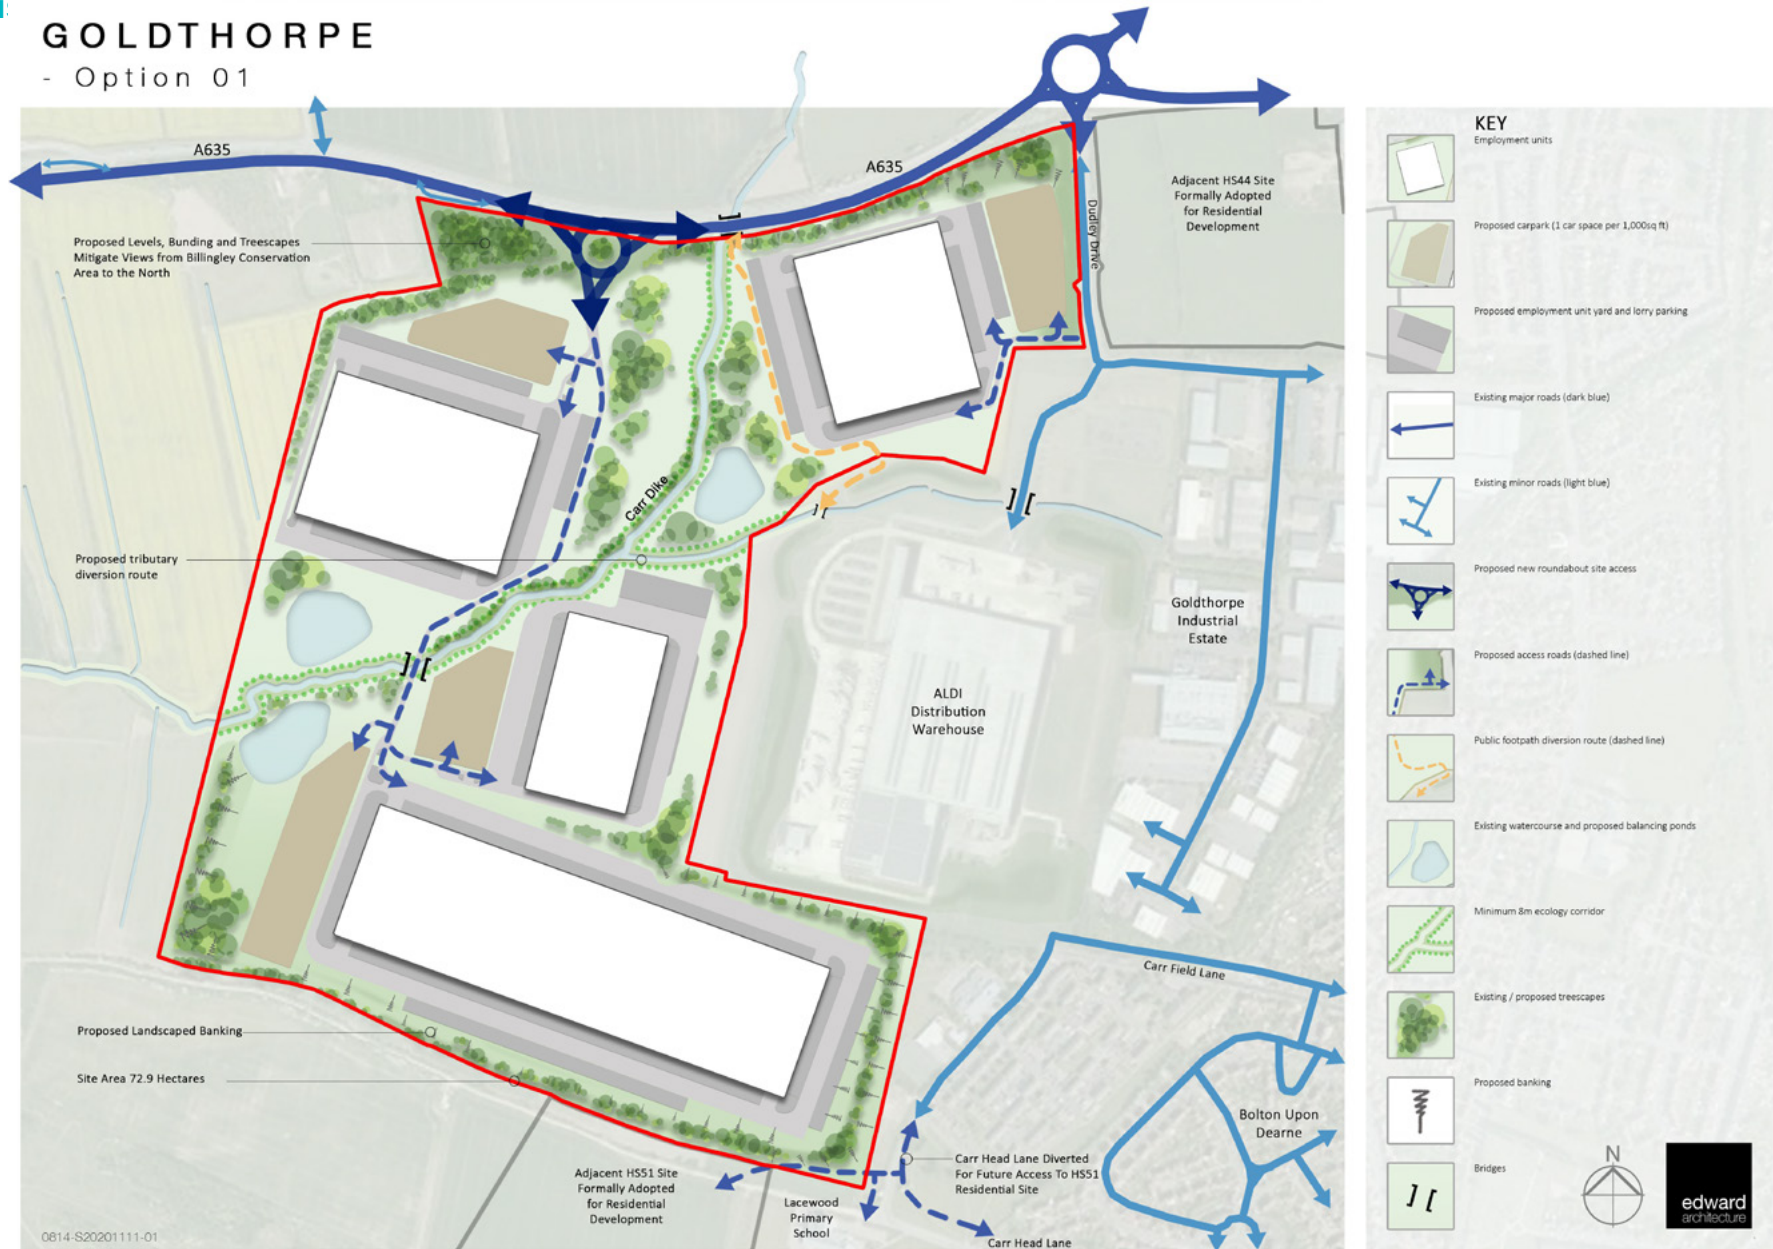 GOLDTHORPE
- Option 01
A635
A635
Dudley Drive
Adjacent HS44 Site
Formally Adopted
for Residential
Development
Proposed Levels, Bunding and Treescapes
Mitigate Views from Billingley Conservation
Area to the North
Carr Dike
Proposed tributary
diversion route
Goldthorpe
Industrial
Estate
ALDI
Distribution
Warehouse
Carr Field Lane
Proposed Landscaped Banking
Site Area 72.9 Hectares
Bolton Upon
Dearne
Carr Head Lane Diverted
For Future Access To HS51
Residential Site
Adjacent HS51 Site
Formally Adopted
for Residential
Development
Lacewood
Primary
School
Carr Head Lane
0814-S20201111-01
KEY
Employment units
Proposed carpark (1 car space per 1,000sq ft)
Proposed employment unit yard and lorry parking
Existing major roads (dark blue)
Existing minor roads (light blue)
Proposed new roundabout site access
Proposed access roads (dashed line)
Public footpath diversion route (dashed line)
Existing watercourse and proposed balancing ponds
Minimum 8m ecology corridor
Existing / proposed treescapes
Proposed banking
Bridges
N
edward
architecture